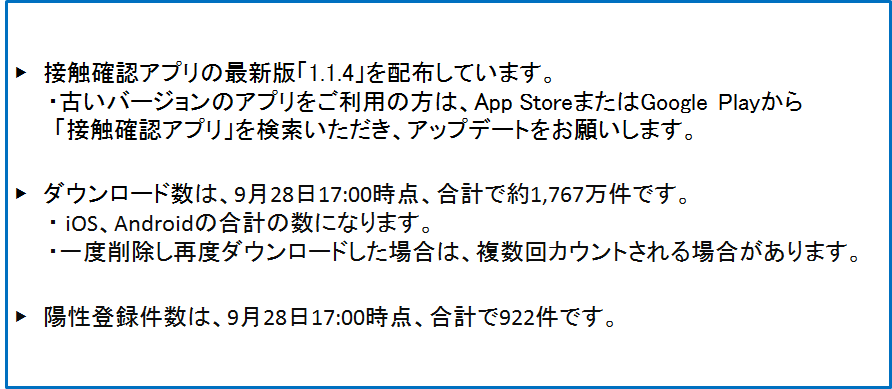 ▶ 接触確認アプリの最新版｢1.1.4｣を配布しています。
・古いバージョンのアプリをご利用の方は、App StoreまたはGoogle Playから
｢接触確認アプリ｣を検索いただき、アップデートをお願いします。
▶ ダウンロード数は、9月28日17:00時点、合計で約1,767万件です。
・ iOS、Androidの合計の数になります。
・一度削除し再度ダウンロードした場合は、複数回カウントされる場合があります。
▶ 陽性登録件数は、9月28日17:00時点、合計で922件です。